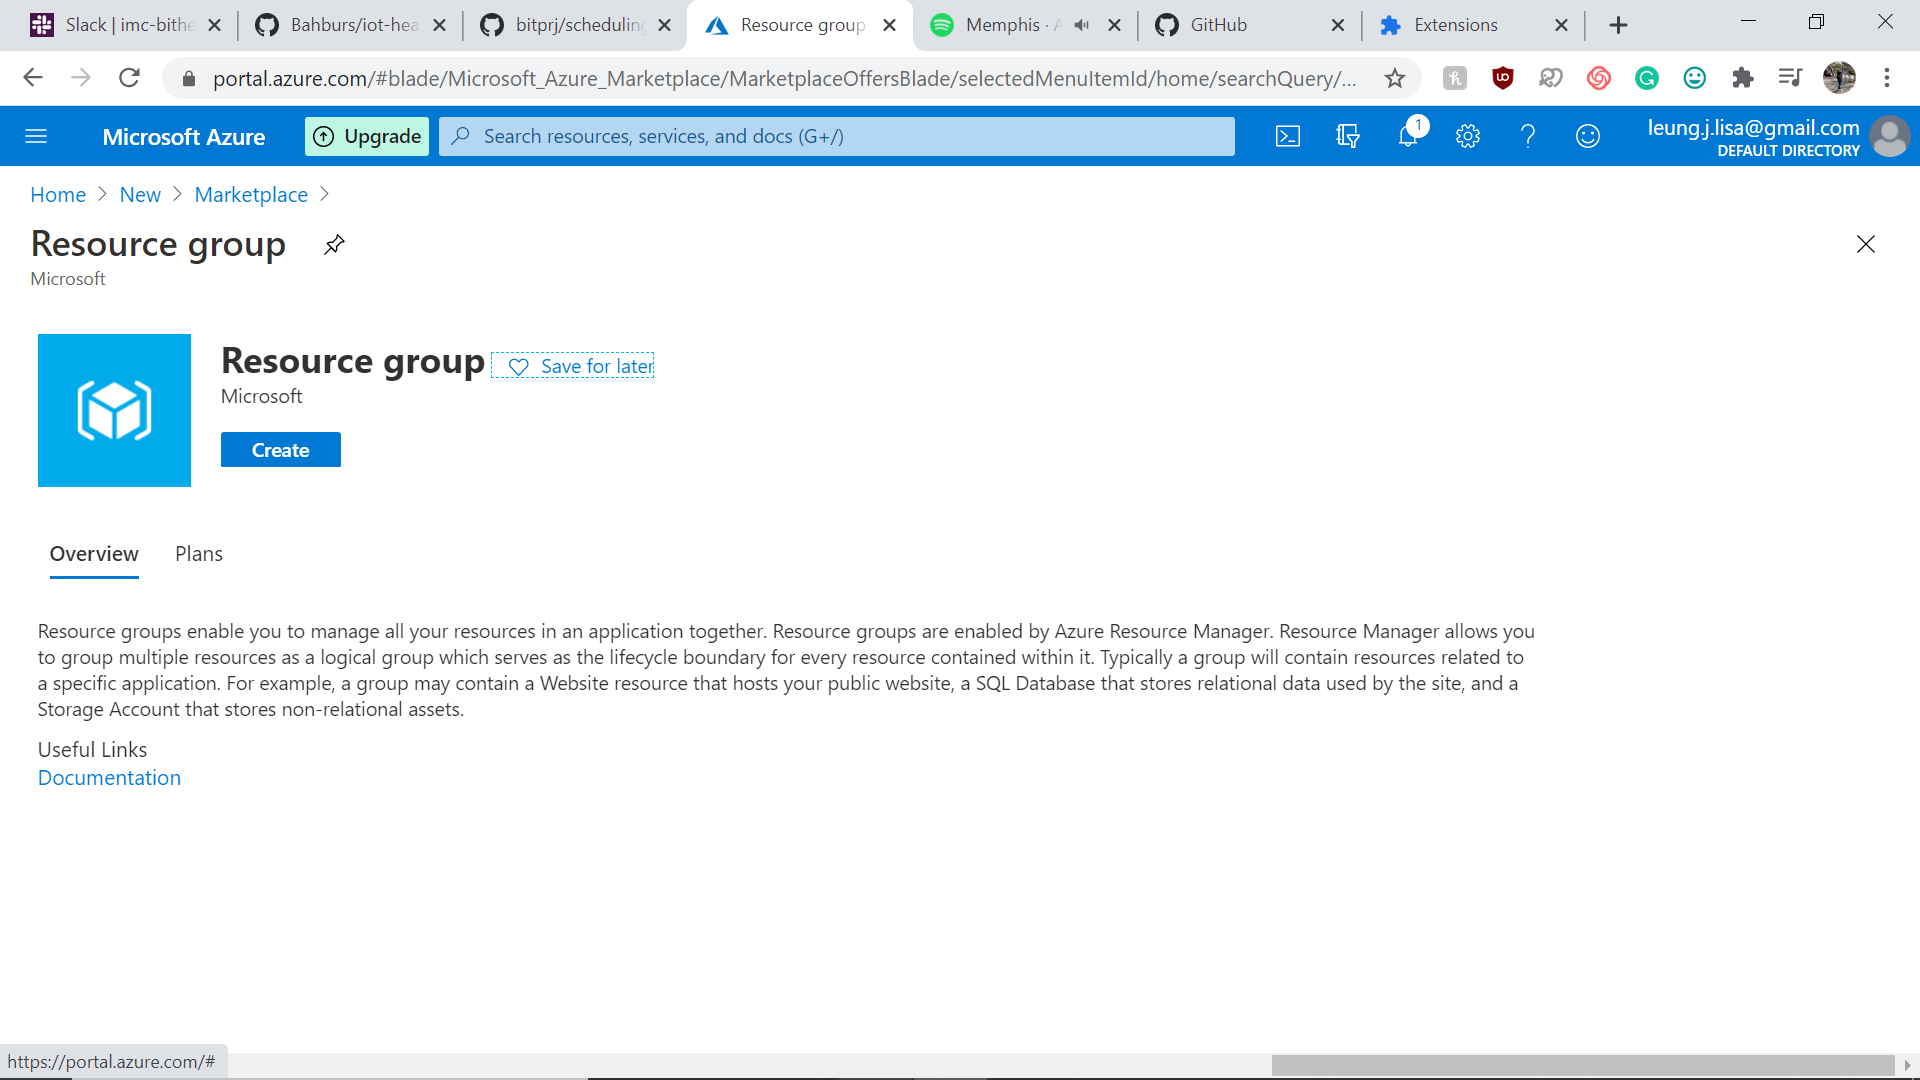 Slack | imc-bithe
Bahburs/iot-hea
bitprj/scheduling
Resource group
Memphis · A
GitHub
Extensions
portal.azure.com/#blade/Microsoft_Azure_Marketplace/MarketplaceOffersBlade/selectedMenuItemId/home/searchQuery/...
Microsoft Azure
Upgrade
Search resources, services, and docs (G+/)
1
leung.j.lisa@gmail.com
DEFAULT DIRECTORY
Home > New > Marketplace >
Resource group
Microsoft
Resource group
Save for later
Microsoft
Create
Overview
Plans
Resource groups enable you to manage all your resources in an application together. Resource groups are enabled by Azure Resource Manager. Resource Manager allows you
to group multiple resources as a logical group which serves as the lifecycle boundary for every resource contained within it. Typically a group will contain resources related to
a specific application. For example, a group may contain a Website resource that hosts your public website, a SQL Database that stores relational data used by the site, and a
Storage Account that stores non-relational assets.
Useful Links
Documentation
https://portal.azure.com/#